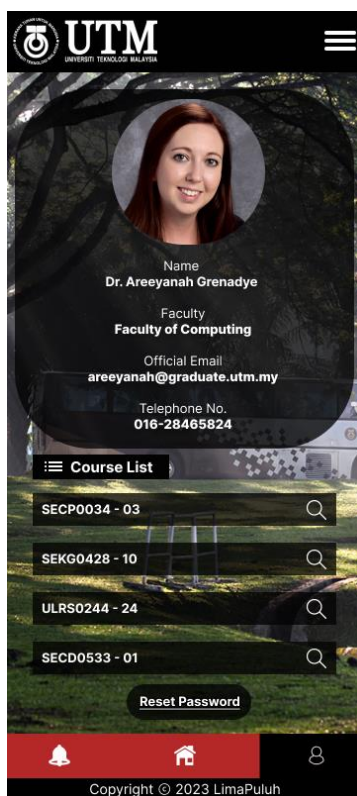 UTM
UNIVERSITI TEKNOLOGI MALAYSIA
Name
Dr. Areeyanah Grenadye
Faculty
Faculty of Computing
Official Email
areeyanah@graduate.utm.my
Telephone No.
016-28465824
Course List
SECP0034 - 03
SEKG0428 - 10
ULRS0244 - 24
SECD0533 - 01
Reset Password
Copyright © 2023 LimaPuluh